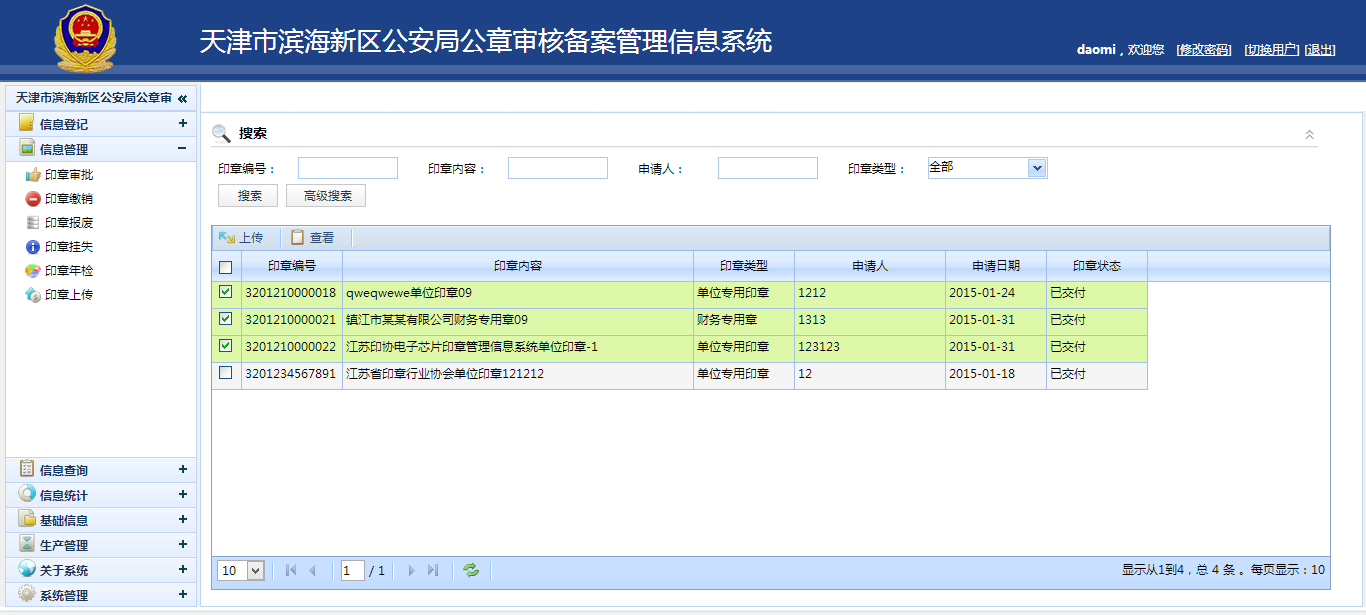 天津市滨海新区公安局公章审核备案管理信息系统
daomi，欢迎您 [修改密码] [切换用户] [退出]
天津市滨海新区公安局公章审 «
信息登记 +
信息管理 −
印章审批
印章缴销
印章报废
印章挂失
印章年检
印章上传
信息查询 +
信息统计 +
基础信息 +
生产管理 +
关于系统 +
系统管理 +
搜索
印章编号： 印章内容： 申请人： 印章类型： 全部
搜索 高级搜索
上传 查看
印章编号 印章内容 印章类型 申请人 申请日期 印章状态
3201210000018 qweqwewe单位印章09 单位专用印章 1212 2015-01-24 已交付
3201210000021 镇江市某某有限公司财务专用章09 财务专用章 1313 2015-01-31 已交付
3201210000022 江苏印协电子芯片印章管理信息系统单位印章-1 单位专用印章 123123 2015-01-31 已交付
3201234567891 江苏省印章行业协会单位印章121212 单位专用印章 12 2015-01-18 已交付
10 1 / 1 显示从1到4，总 4 条 。每页显示：10